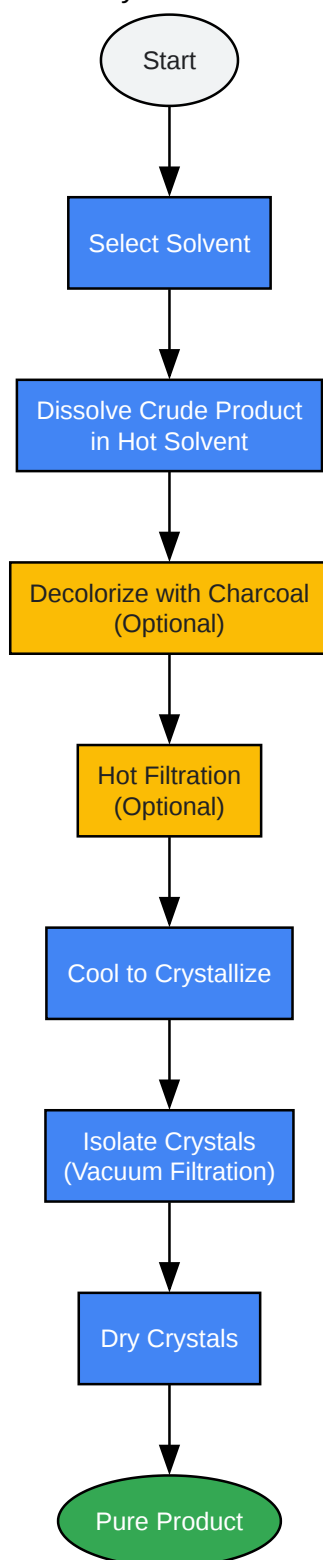 Start
Select Solvent
Dissolve Crude Product
in Hot Solvent
Decolorize with Charcoal
(Optional)
Hot Filtration
(Optional)
Cool to Crystallize
Isolate Crystals
(Vacuum Filtration)
Dry Crystals
Pure Product